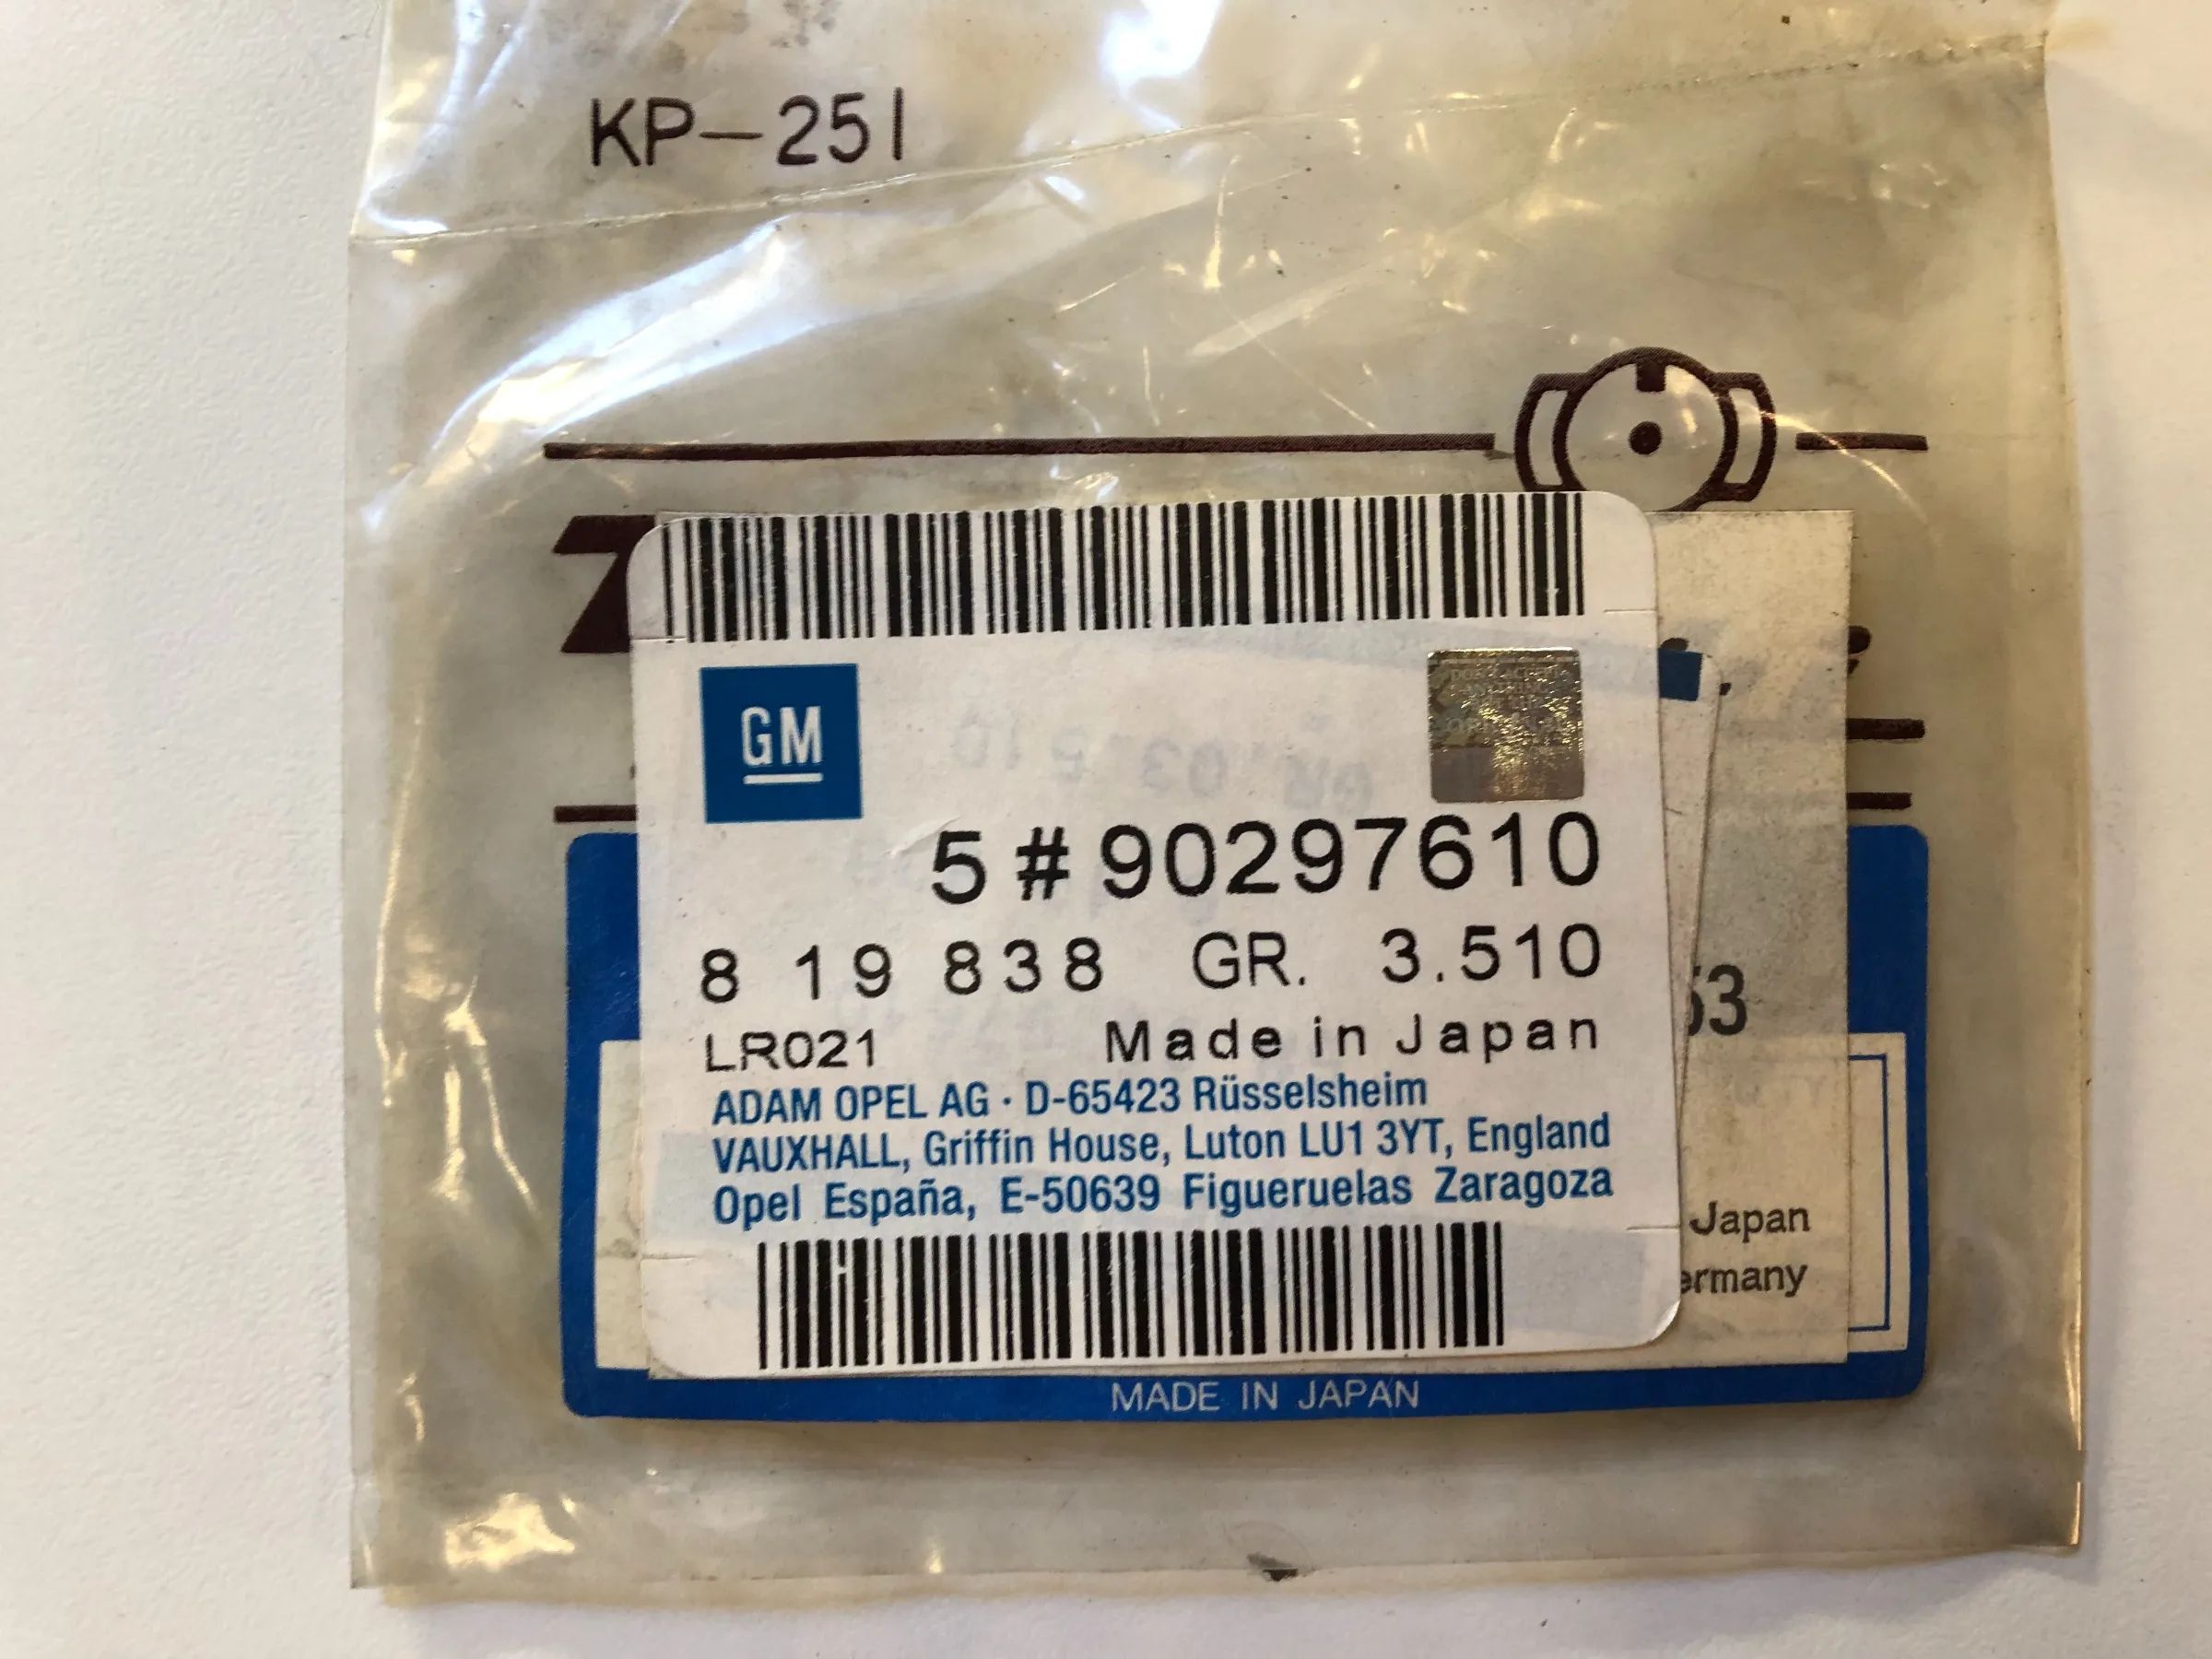 KP-251
GM
5 # 90297610
8 19 838 GR. 3.510
LR021 Made in Japan
ADAM OPEL AG · D-65423 Rüsselsheim
VAUXHALL, Griffin House, Luton LU1 3YT, England
Opel España, E-50639 Figueruelas Zaragoza
Japan
MADE IN JAPAN